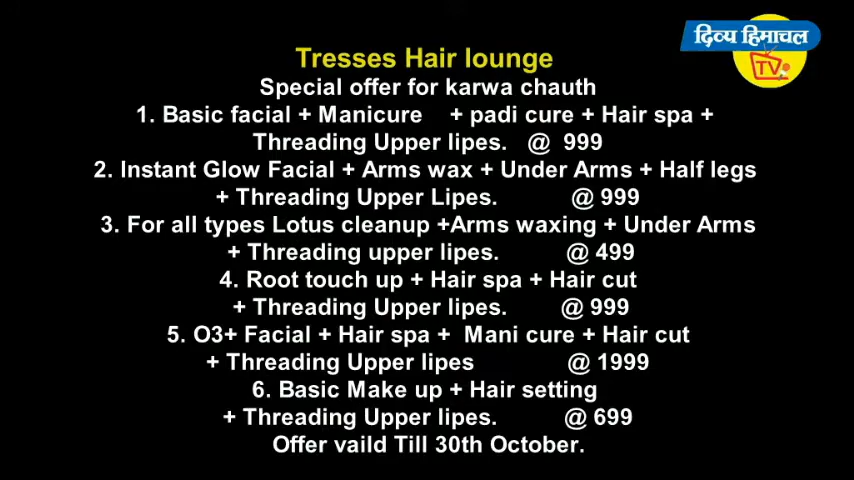 दिव्य हिमाचल
TV
Tresses Hair lounge
Special offer for karwa chauth
1. Basic facial + Manicure + padi cure + Hair spa +
Threading Upper lipes. @ 999
2. Instant Glow Facial + Arms wax + Under Arms + Half legs
+ Threading Upper Lipes. @ 999
3. For all types Lotus cleanup +Arms waxing + Under Arms
+ Threading upper lipes. @ 499
4. Root touch up + Hair spa + Hair cut
+ Threading Upper lipes. @ 999
5. O3+ Facial + Hair spa + Mani cure + Hair cut
+ Threading Upper lipes @ 1999
6. Basic Make up + Hair setting
+ Threading Upper lipes. @ 699
Offer vaild Till 30th October.